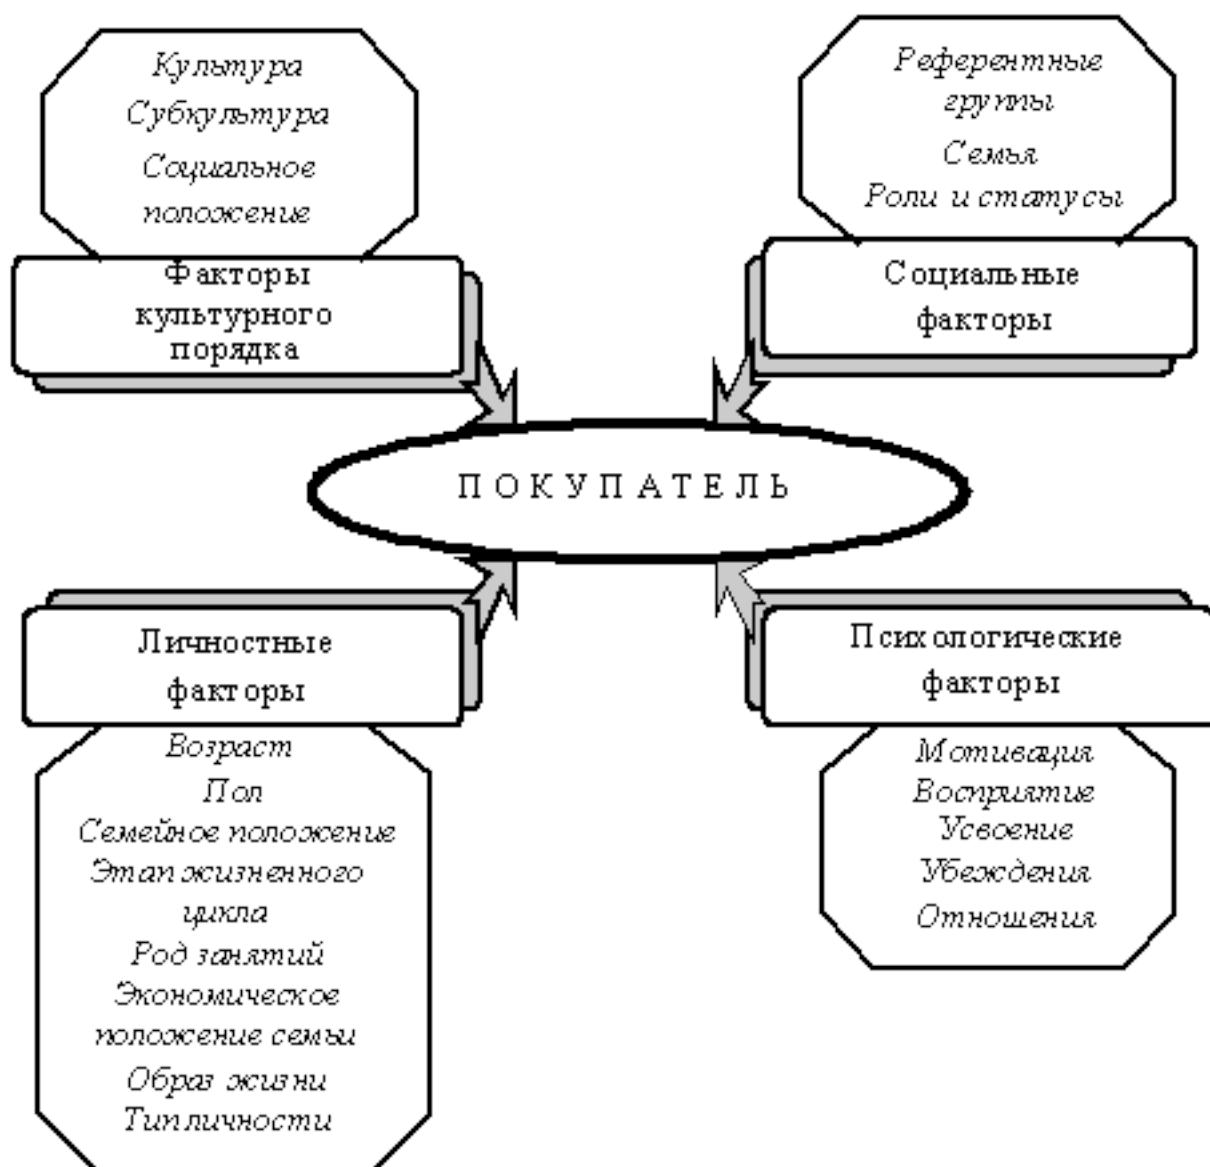 Культура
Субкультура
Социальное
положение
Факторы
культурного
порядка
Референтные
группы
Семья
Роли и статусы
Социальные
факторы
ПОКУПАТЕЛЬ
Личностные
факторы
Возраст
Пол
Семейное положение
Этап жизненного
цикла
Род занятий
Экономическое
положение семьи
Образ жизни
Тип личности
Психологические
факторы
Мотивация
Восприятие
Усвоение
Убеждения
Отношения